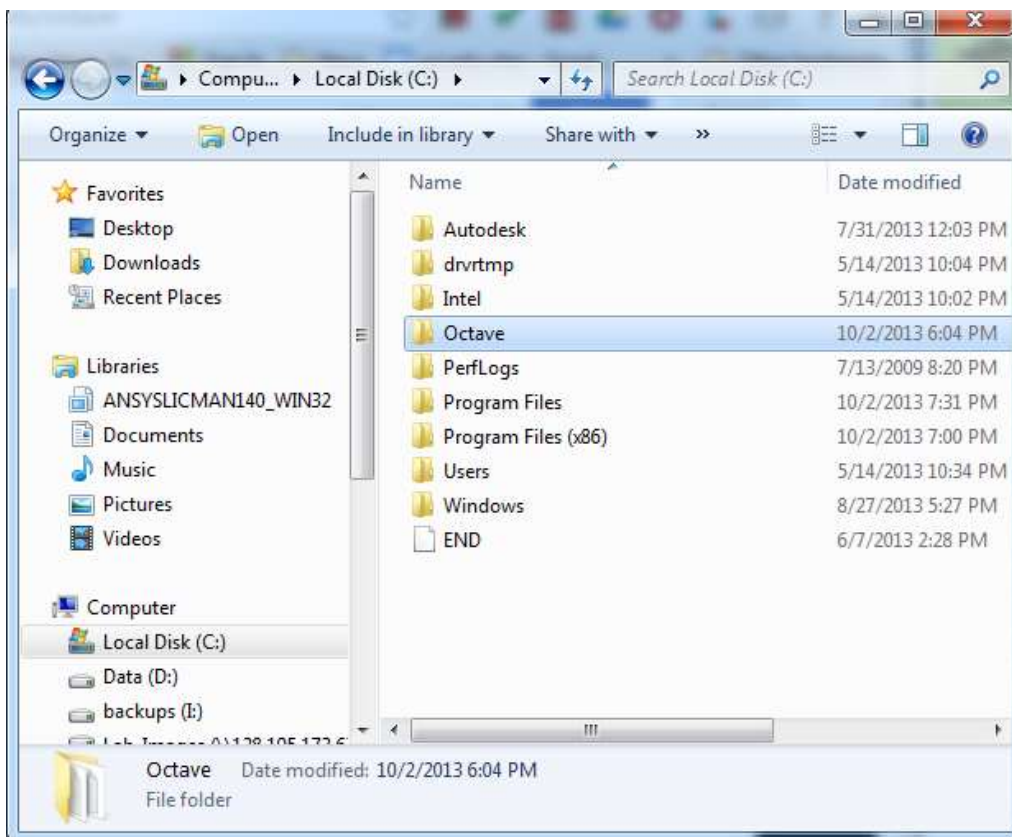 Compu... Local Disk (C:) Search Local Disk (C:)
Organize Open Include in library Share with »
Favorites
Desktop
Downloads
Recent Places
Libraries
ANSYSLICMAN140_WIN32
Documents
Music
Pictures
Videos
Computer
Local Disk (C:)
Data (D:)
backups (I:)
Name Date modified
Autodesk 7/31/2013 12:03 PM
drvrtmp 5/14/2013 10:04 PM
Intel 5/14/2013 10:02 PM
Octave 10/2/2013 6:04 PM
PerfLogs 7/13/2009 8:20 PM
Program Files 10/2/2013 7:31 PM
Program Files (x86) 10/2/2013 7:00 PM
Users 5/14/2013 10:34 PM
Windows 8/27/2013 5:27 PM
END 6/7/2013 2:28 PM
Octave Date modified: 10/2/2013 6:04 PM
File folder